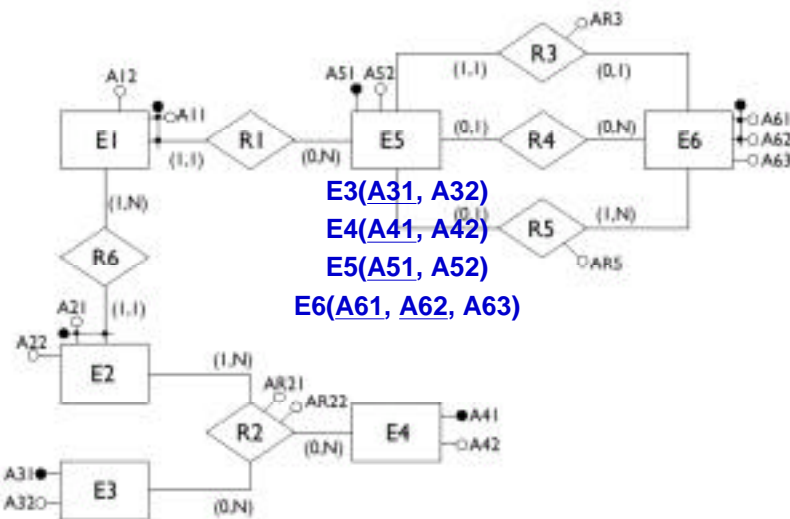 AR3
A12
A51 A52
R3
(1,1) (0,1)
A11
E1 R1 E5 R4 E6
A61
A62
A63
(1,1) (0,N) (0,1) (0,N)
E3(A31, A32)
(1,N)
(0,1) (1,N)
E4(A41, A42)
R5
R6
E5(A51, A52)
AR5
A21 (1,1)
E6(A61, A62, A63)
A22
E2
(1,N)
AR21
AR22
A41
R2 E4
(0,N)
A42
A31
E3
A32
(0,N)